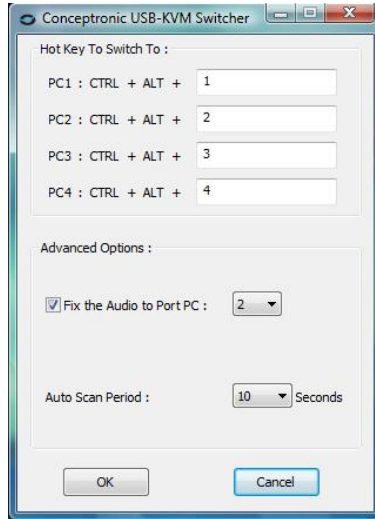 Conceptronic USB-KVM Switcher
Hot Key To Switch To :
PC1 : CTRL + ALT + 1
PC2 : CTRL + ALT + 2
PC3 : CTRL + ALT + 3
PC4 : CTRL + ALT + 4
Advanced Options :
Fix the Audio to Port PC : 2
Auto Scan Period : 10 Seconds
OK Cancel